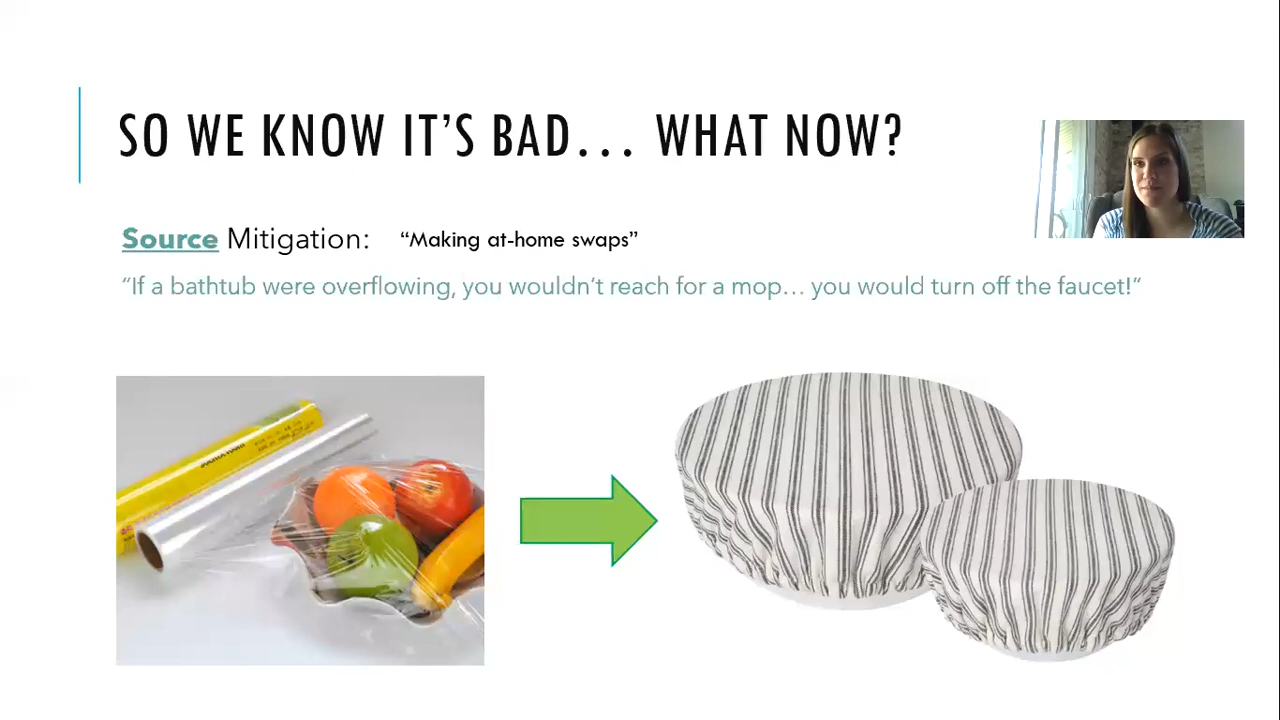 SO WE KNOW IT'S BAD... WHAT NOW?
Source Mitigation: “Making at-home swaps”
“If a bathtub were overflowing, you wouldn't reach for a mop... you would turn off the faucet!”